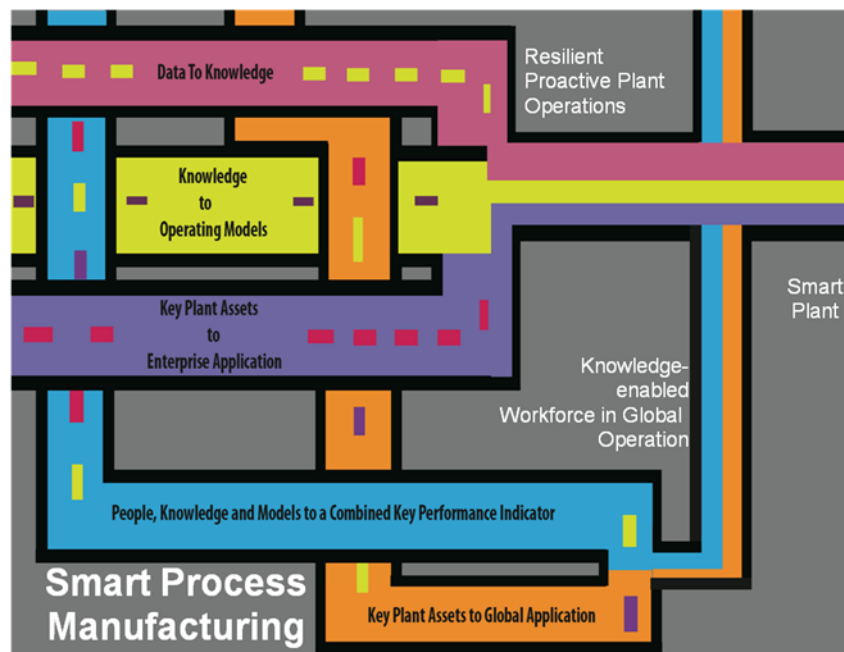 Data To Knowledge
Resilient
Proactive Plant
Operations
Knowledge
to
Operating Models
Key Plant Assets
to
Enterprise Application
Smart
Plant
Knowledge-
enabled
Workforce in Global
Operation
People, Knowledge and Models to a Combined Key Performance Indicator
Smart Process
Manufacturing
Key Plant Assets to Global Application